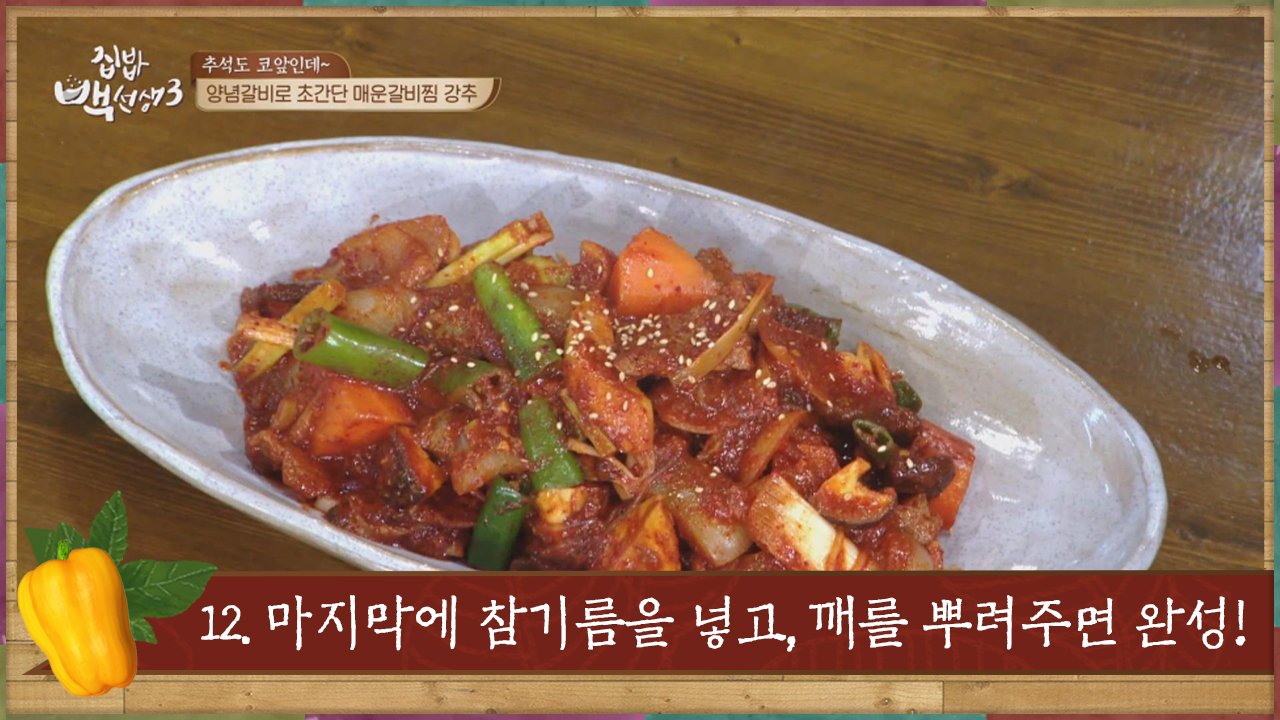 집밥
백선생3
추석도 코앞인데~
양념갈비로 초간단 매운갈비찜 강추
12. 마지막에 참기름을 넣고, 깨를 뿌려주면 완성!